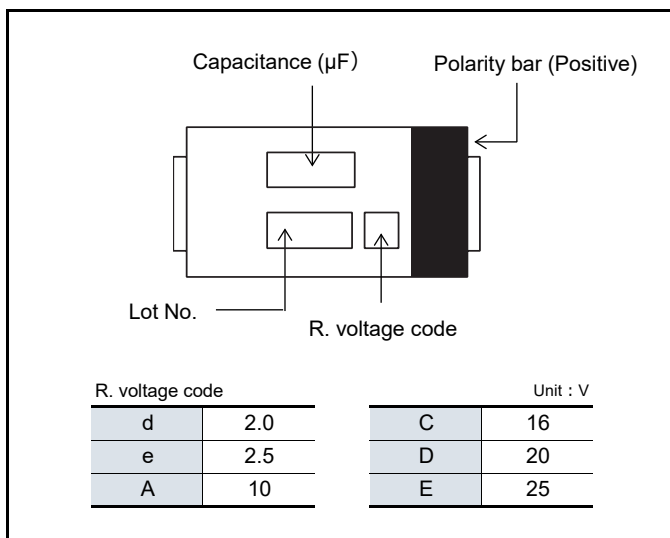 Capacitance (µF）
Polarity bar (Positive)
Lot No.
R. voltage code
R. voltage code
Unit : V
d 2.0 C 16
e 2.5 D 20
A 10 E 25